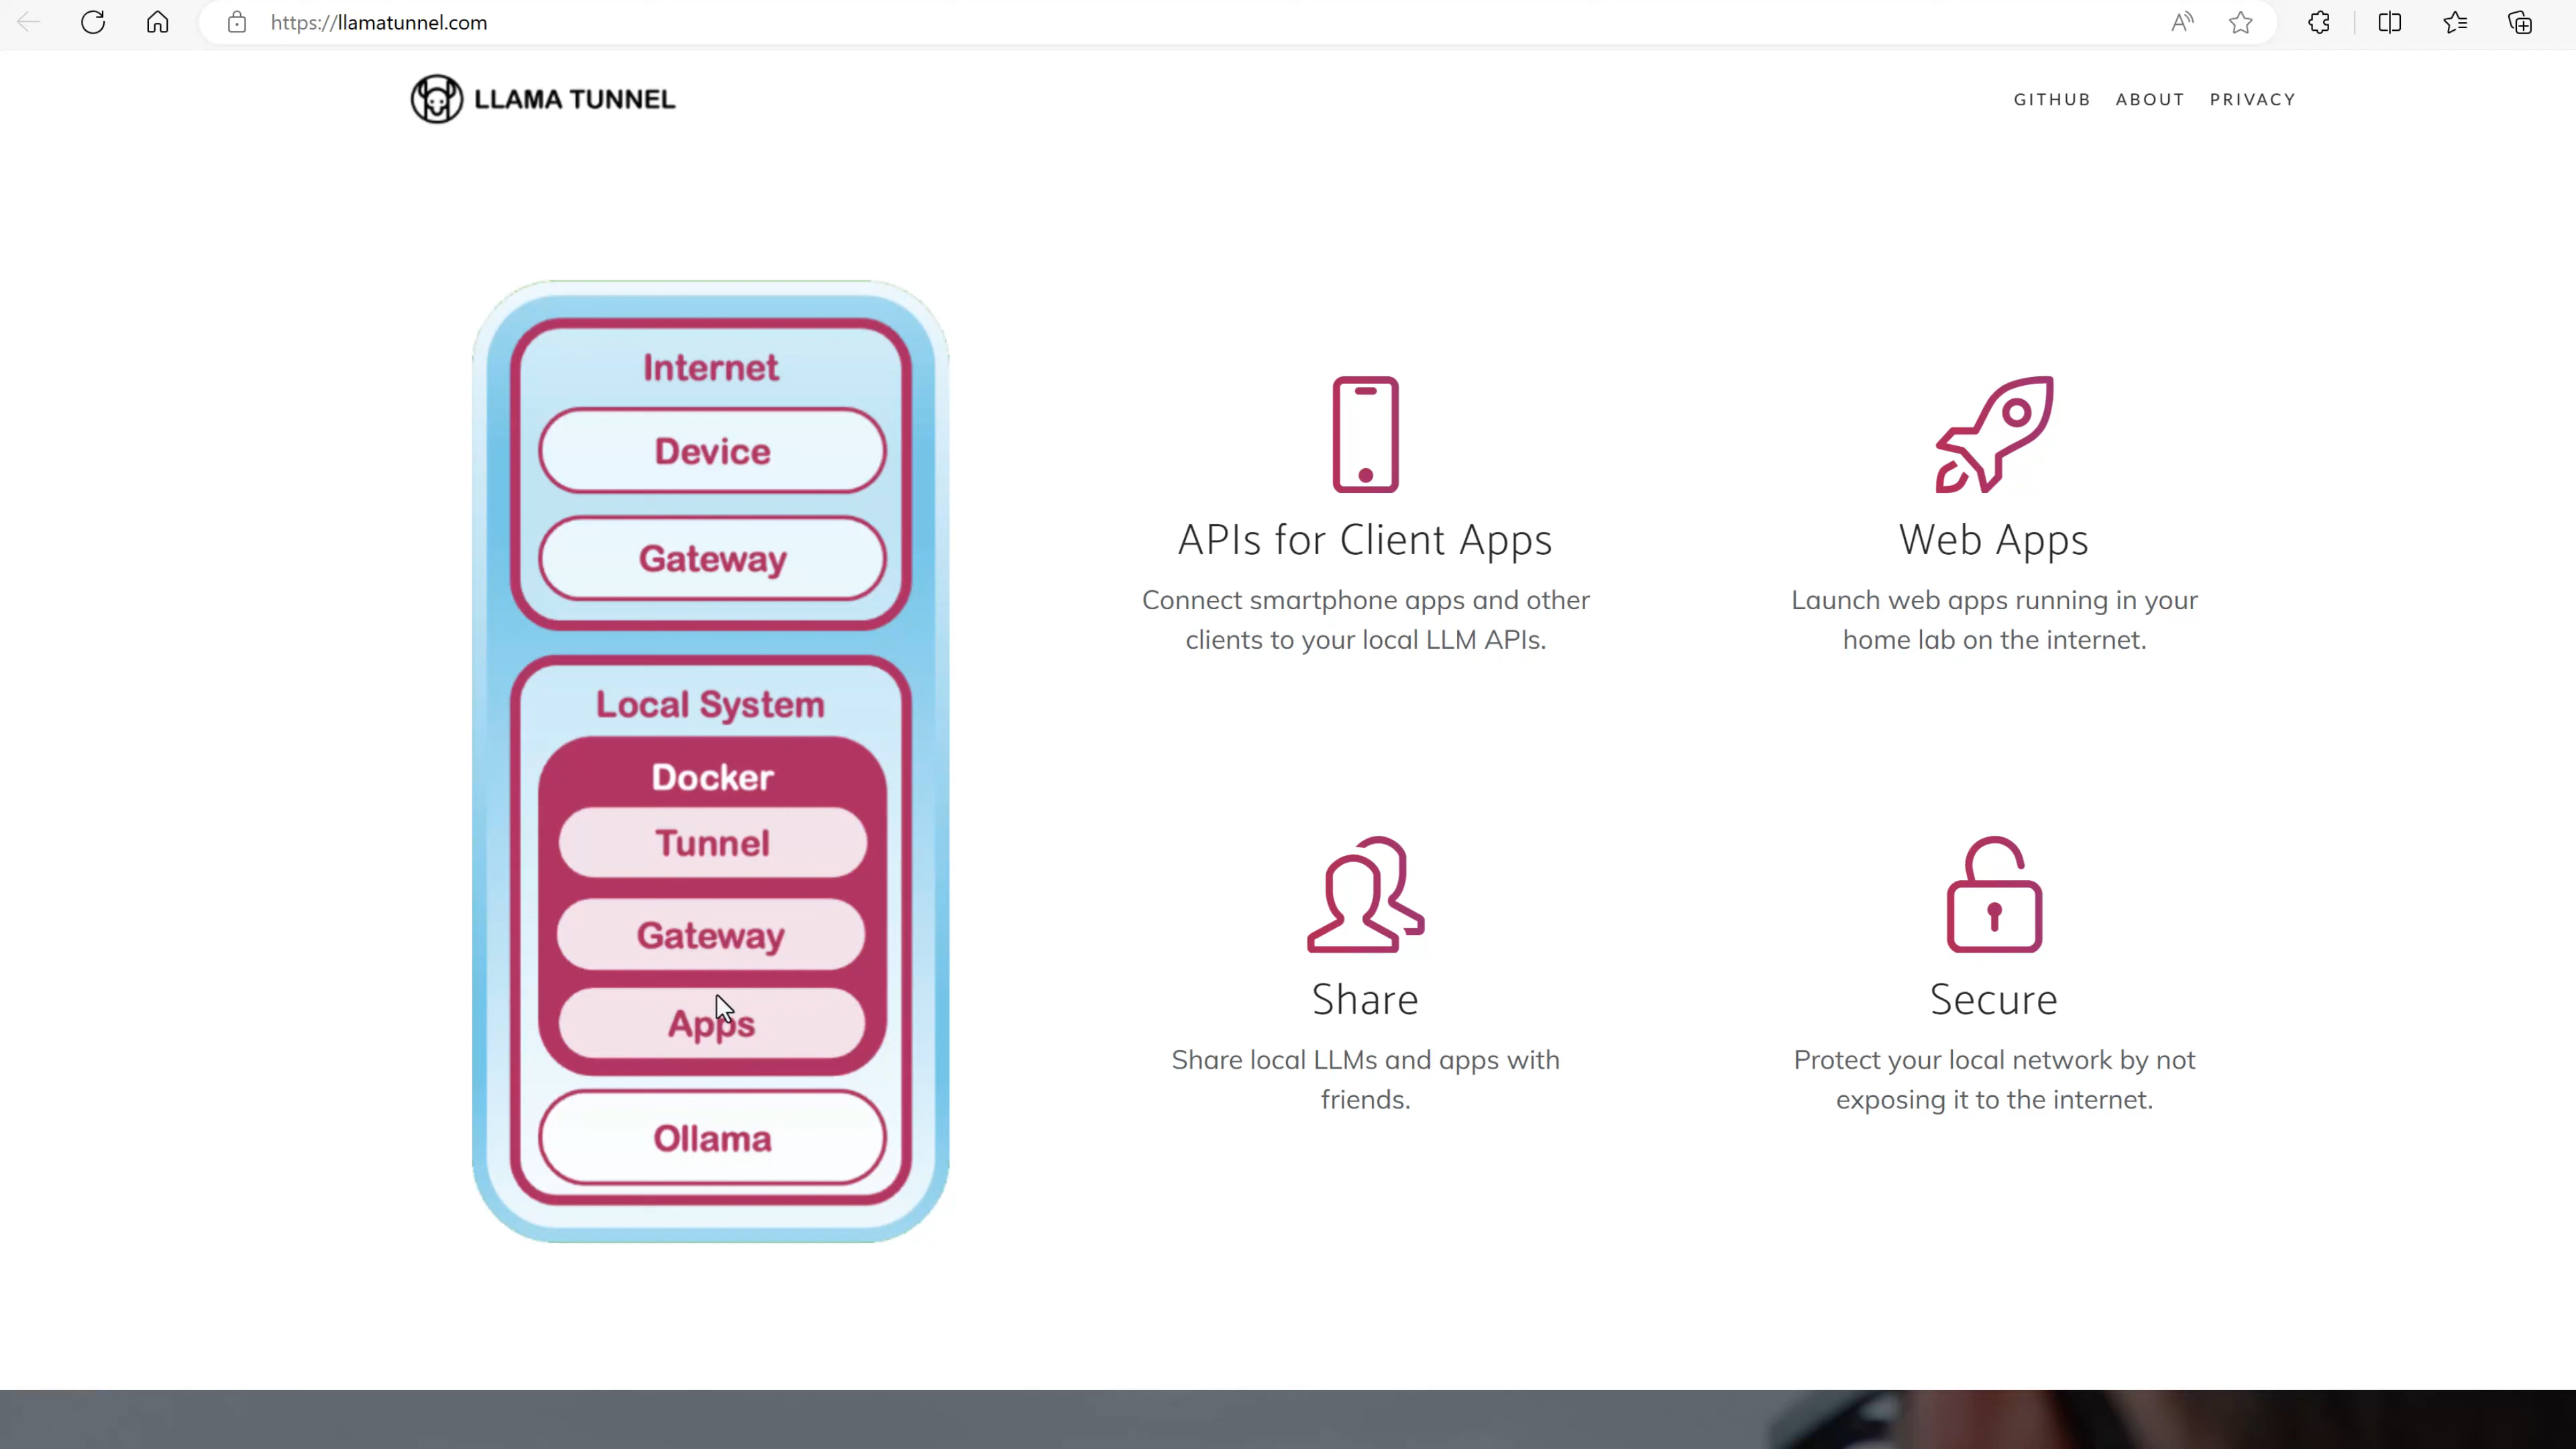 https://llamatunnel.com
LLAMA TUNNEL
GITHUB ABOUT PRIVACY
Internet
Device
Gateway
Local System
Docker
Tunnel
Gateway
Apps
Ollama
APIs for Client Apps
Connect smartphone apps and other
clients to your local LLM APIs.
Web Apps
Launch web apps running in your
home lab on the internet.
Share
Share local LLMs and apps with
friends.
Secure
Protect your local network by not
exposing it to the internet.